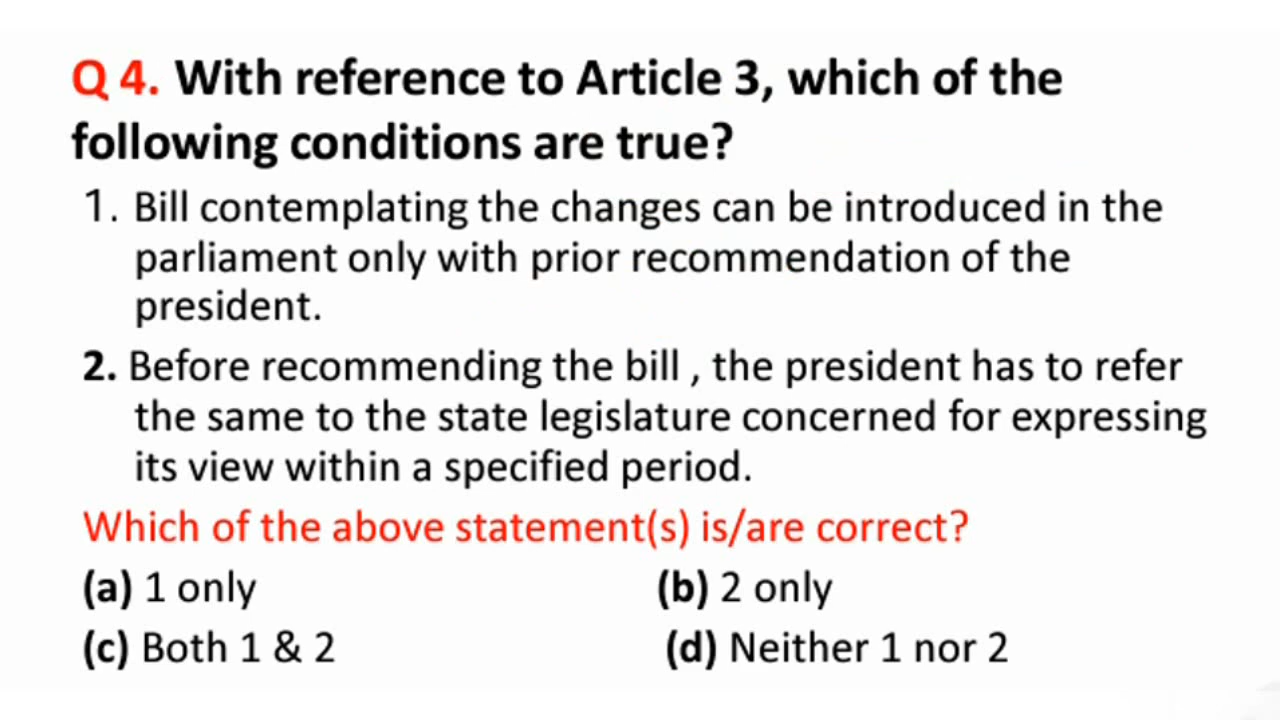 Q 4. With reference to Article 3, which of the
following conditions are true?
1. Bill contemplating the changes can be introduced in the
parliament only with prior recommendation of the
president.
2. Before recommending the bill , the president has to refer
the same to the state legislature concerned for expressing
its view within a specified period.
Which of the above statement(s) is/are correct?
(a) 1 only (b) 2 only
(c) Both 1 & 2 (d) Neither 1 nor 2